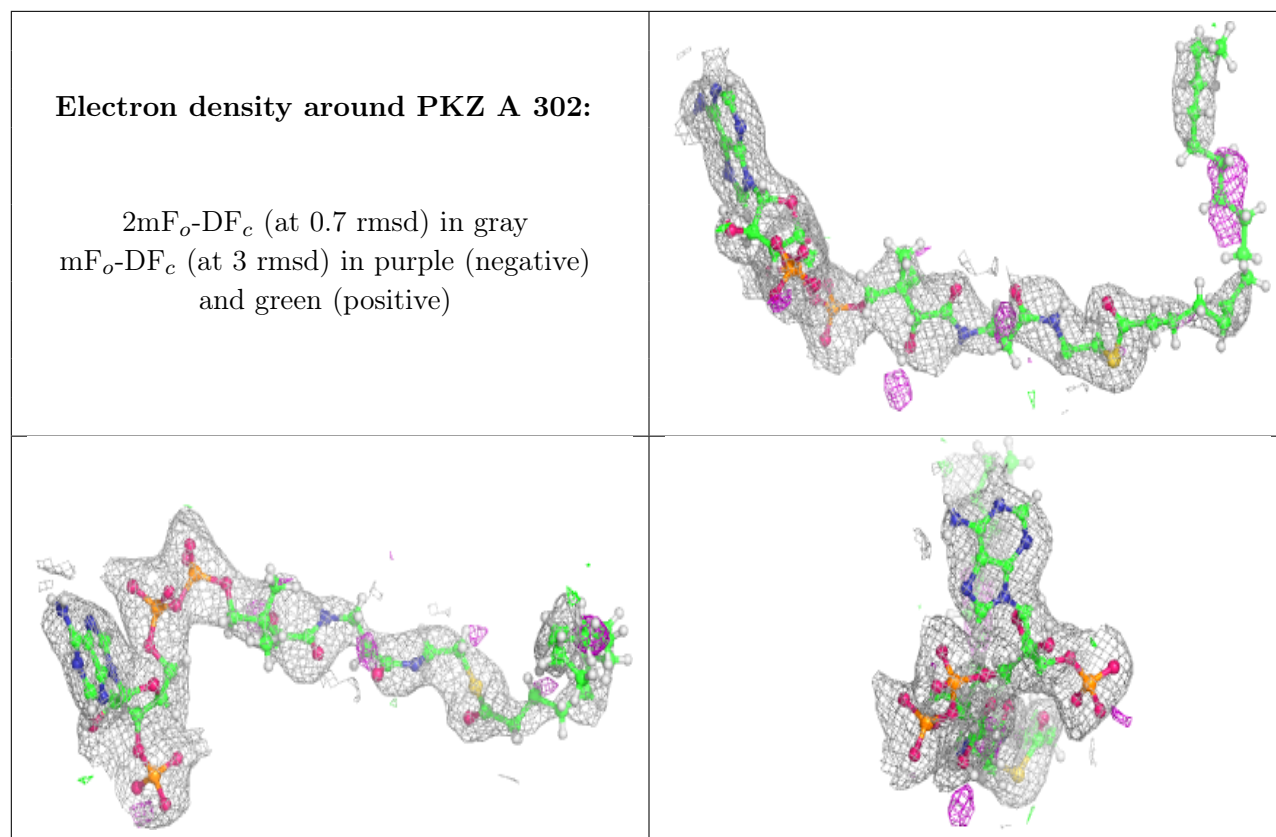 Electron density around PKZ A 302:
2mFo-DFc (at 0.7 rmsd) in gray
mFo-DFc (at 3 rmsd) in purple (negative)
and green (positive)